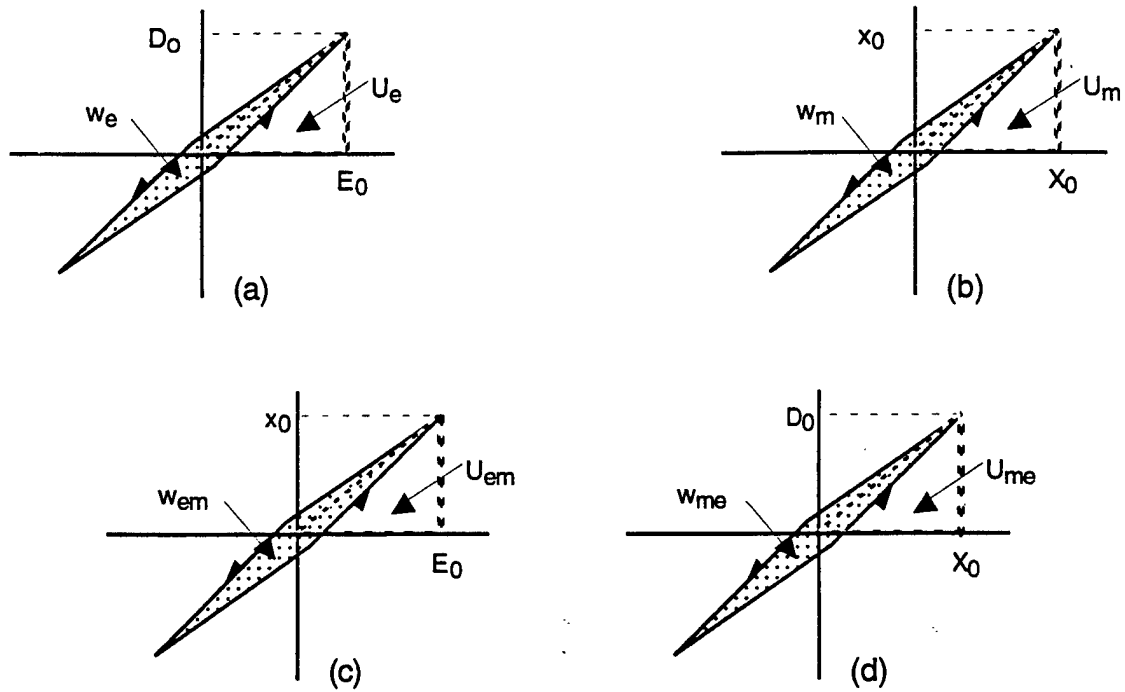 D₀
Uₑ
wₑ
E₀
(a)
x₀
Uₘ
wₘ
X₀
(b)
x₀
Uₑₘ
wₑₘ
E₀
(c)
D₀
Uₘₑ
wₘₑ
X₀
(d)